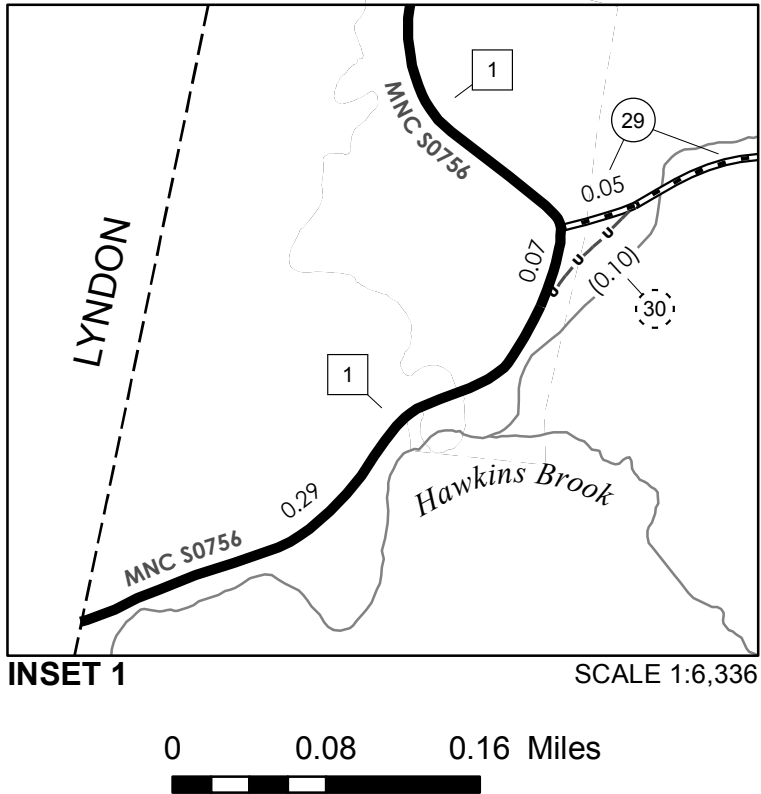 1
MNC S0756
29
0.05
LYNDON
0.07
(0.10)
30
1
Hawkins Brook
0.29
MNC S0756
INSET 1
SCALE 1:6,336
0 0.08 0.16 Miles